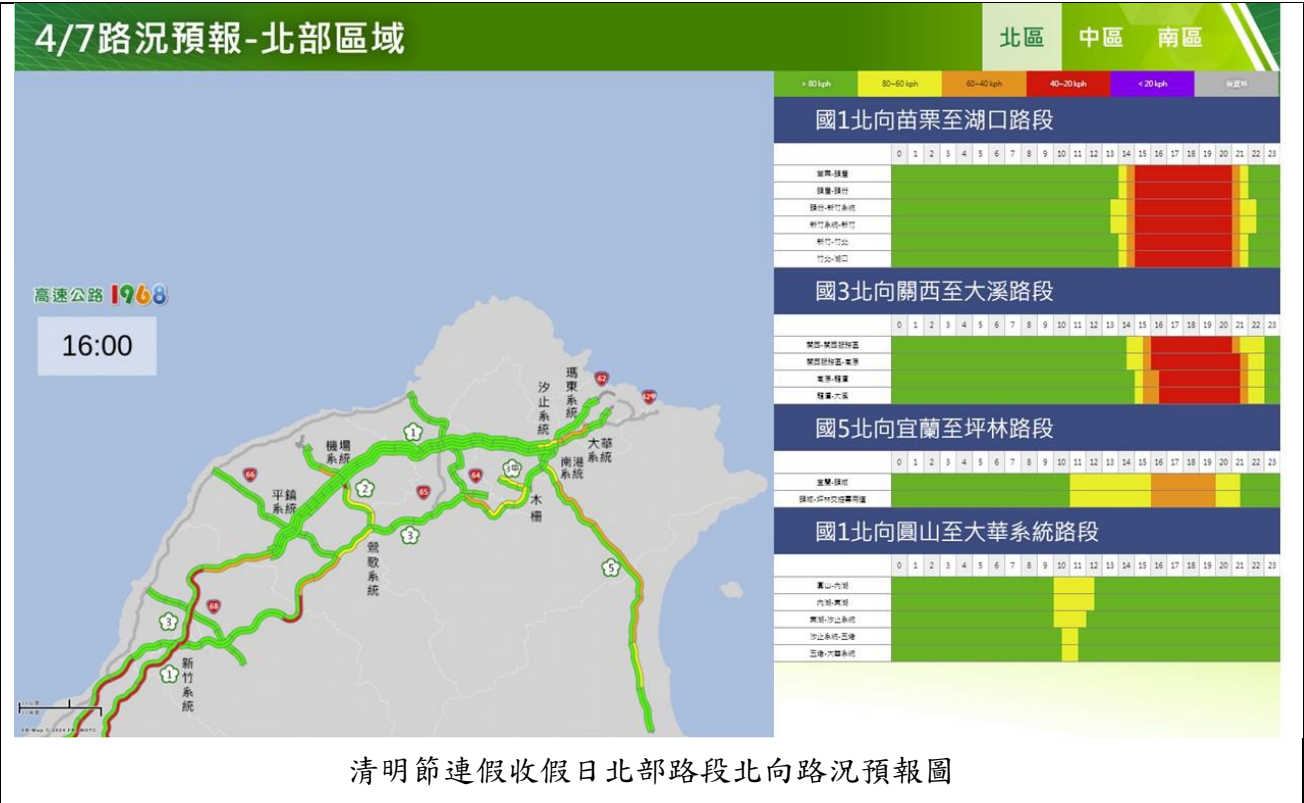 4/7路況預報-北部區域
北區 中區 南區
> 80 kph 80~60 kph 60~40 kph 40~20 kph < 20 kph 無資料
國1北向苗栗至湖口路段
0 1 2 3 4 5 6 7 8 9 10 11 12 13 14 15 16 17 18 19 20 21 22 23
苗栗-頭屋
頭屋-頭份
頭份-新竹系統
新竹系統-新竹
新竹-竹北
竹北-湖口
國3北向關西至大溪路段
0 1 2 3 4 5 6 7 8 9 10 11 12 13 14 15 16 17 18 19 20 21 22 23
關西-關西服務區
關西服務區-高原
高原-龍潭
龍潭-大溪
國5北向宜蘭至坪林路段
0 1 2 3 4 5 6 7 8 9 10 11 12 13 14 15 16 17 18 19 20 21 22 23
宜蘭-頭城
頭城-坪林交控專用道
國1北向圓山至大華系統路段
0 1 2 3 4 5 6 7 8 9 10 11 12 13 14 15 16 17 18 19 20 21 22 23
圓山-內湖
內湖-東湖
東湖-汐止系統
汐止系統-五堵
五堵-大華系統
高速公路 1968
16:00
瑪東系統
62
62甲
汐止系統
大華系統
南港系統
機場系統
1
3甲
64
66
2
65
平鎮系統
木柵
3
鶯歌系統
5
68
3
1
新竹系統
清明節連假收假日北部路段北向路況預報圖